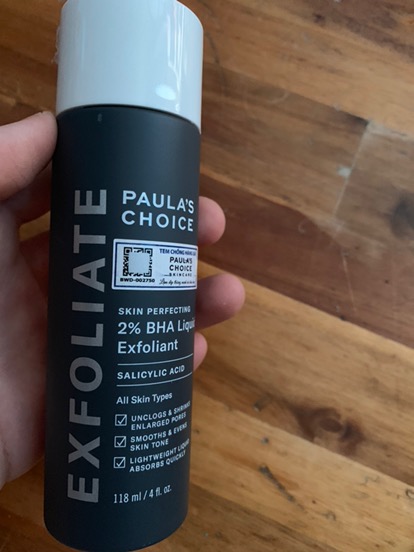 EXFOLIATE
PAULA'S
CHOICE
TEM CHỐNG HÀNG
PAULA'S
CHOICE
SKINCARE
BWD-002750
SKIN PERFECTING
2% BHA Liquid
Exfoliant
SALICYLIC ACID
All Skin Types
UNCLOGS & SHRINKS
ENLARGED PORES
SMOOTHS & EVENS
SKIN TONE
LIGHTWEIGHT LIQUID
ABSORBS QUICKLY
118 ml / 4 fl. oz.